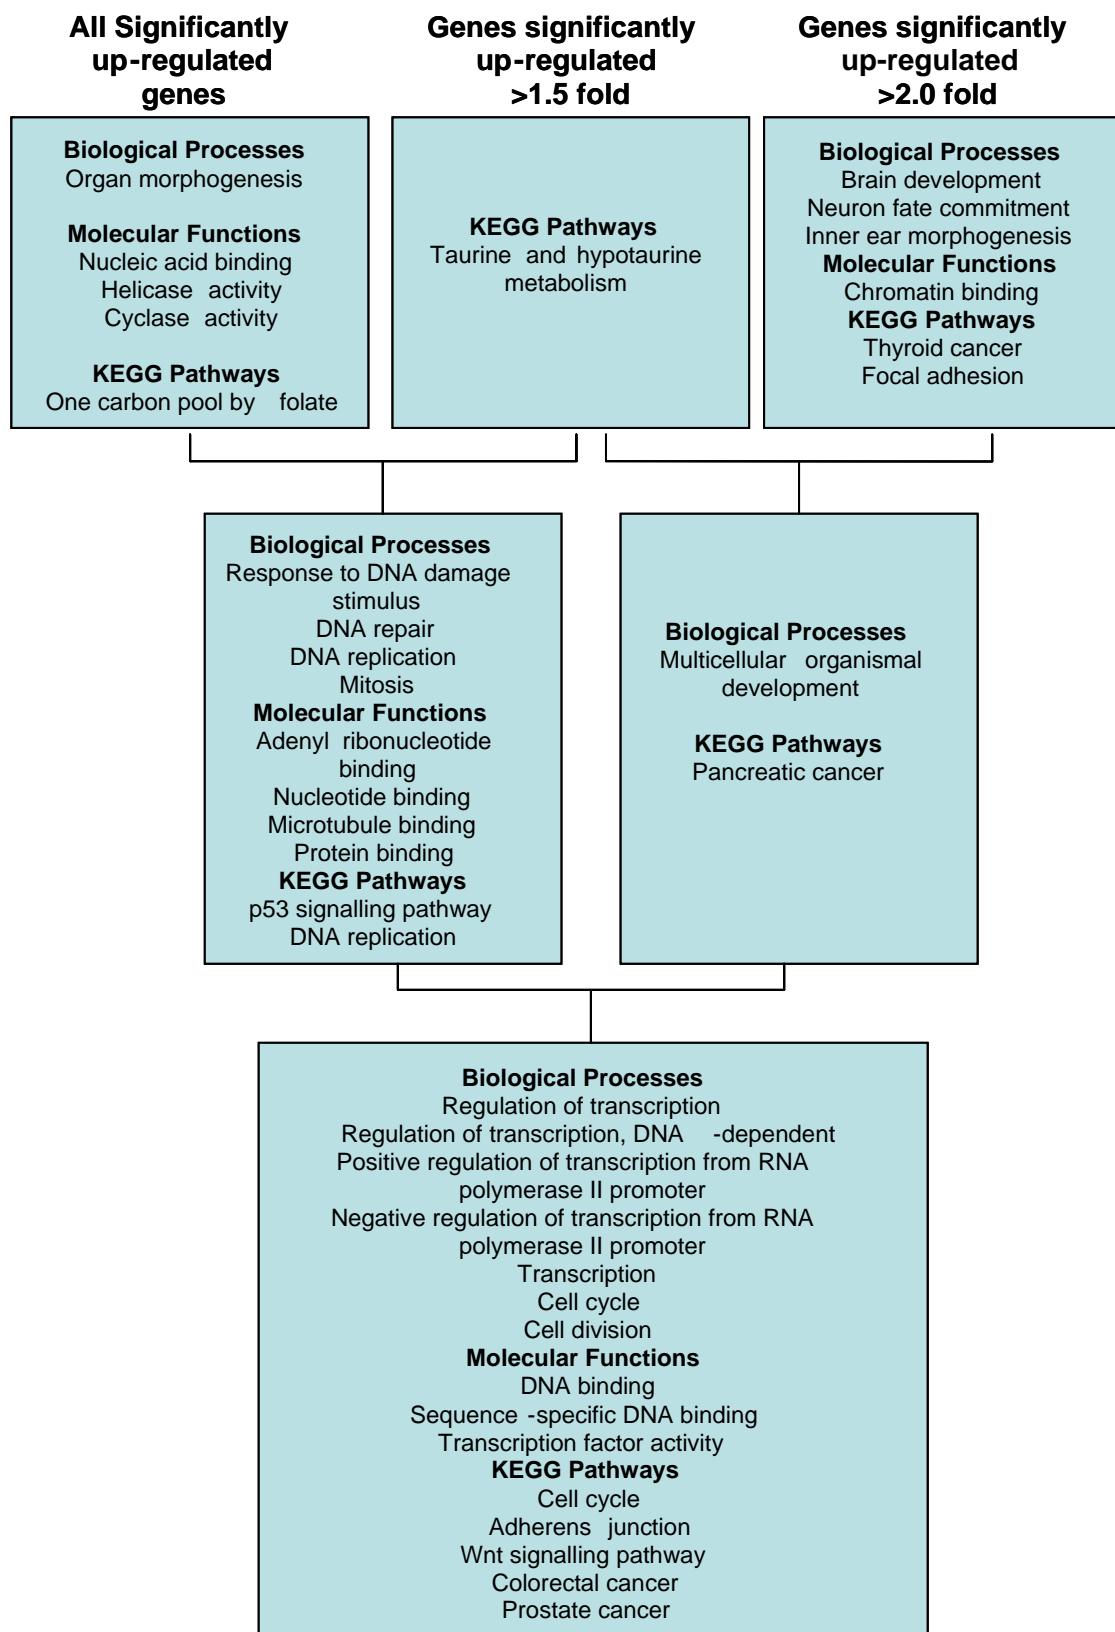 All Significantly
up-regulated
genes
Genes significantly
up-regulated
>1.5 fold
Genes significantly
up-regulated
>2.0 fold
Biological Processes
Organ morphogenesis
Molecular Functions
Nucleic acid binding
Helicase activity
Cyclase activity
KEGG Pathways
One carbon pool by folate
KEGG Pathways
Taurine and hypotaurine
metabolism
Biological Processes
Brain development
Neuron fate commitment
Inner ear morphogenesis
Molecular Functions
Chromatin binding
KEGG Pathways
Thyroid cancer
Focal adhesion
Biological Processes
Response to DNA damage
stimulus
DNA repair
DNA replication
Mitosis
Molecular Functions
Adenyl ribonucleotide
binding
Nucleotide binding
Microtubule binding
Protein binding
KEGG Pathways
p53 signalling pathway
DNA replication
Biological Processes
Multicellular organismal
development
KEGG Pathways
Pancreatic cancer
Biological Processes
Regulation of transcription
Regulation of transcription, DNA -dependent
Positive regulation of transcription from RNA
polymerase II promoter
Negative regulation of transcription from RNA
polymerase II promoter
Transcription
Cell cycle
Cell division
Molecular Functions
DNA binding
Sequence -specific DNA binding
Transcription factor activity
KEGG Pathways
Cell cycle
Adherens junction
Wnt signalling pathway
Colorectal cancer
Prostate cancer